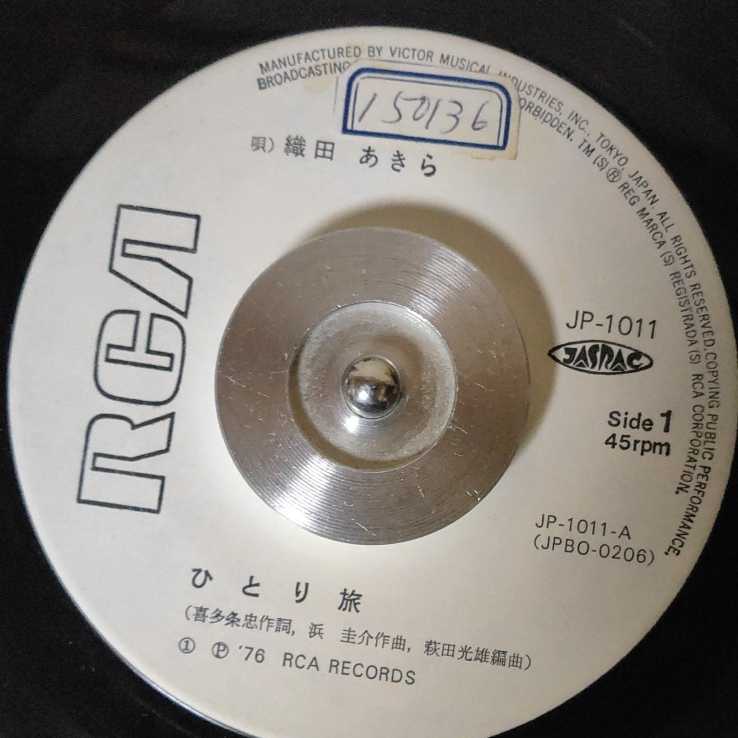 MANUFACTURED BY VICTOR MUSICAL INDUSTRIES, INC., TOKYO, JAPAN. ALL RIGHTS RESERVED. COPYING PUBLIC PERFORMANCE,
BROADCASTING ORBIDDEN. TM (S) Ⓡ REG MARCA (S) REGISTRADA (S) RCA CORPORATION.
150136
唄) 織田 あきら
RCA
JP-1011
JASRAC
Side 1
45rpm
JP-1011-A
(JPBO-0206)
ひとり旅
(喜多条忠作詞, 浜 圭介作曲, 萩田光雄編曲)
① Ⓟ '76 RCA RECORDS